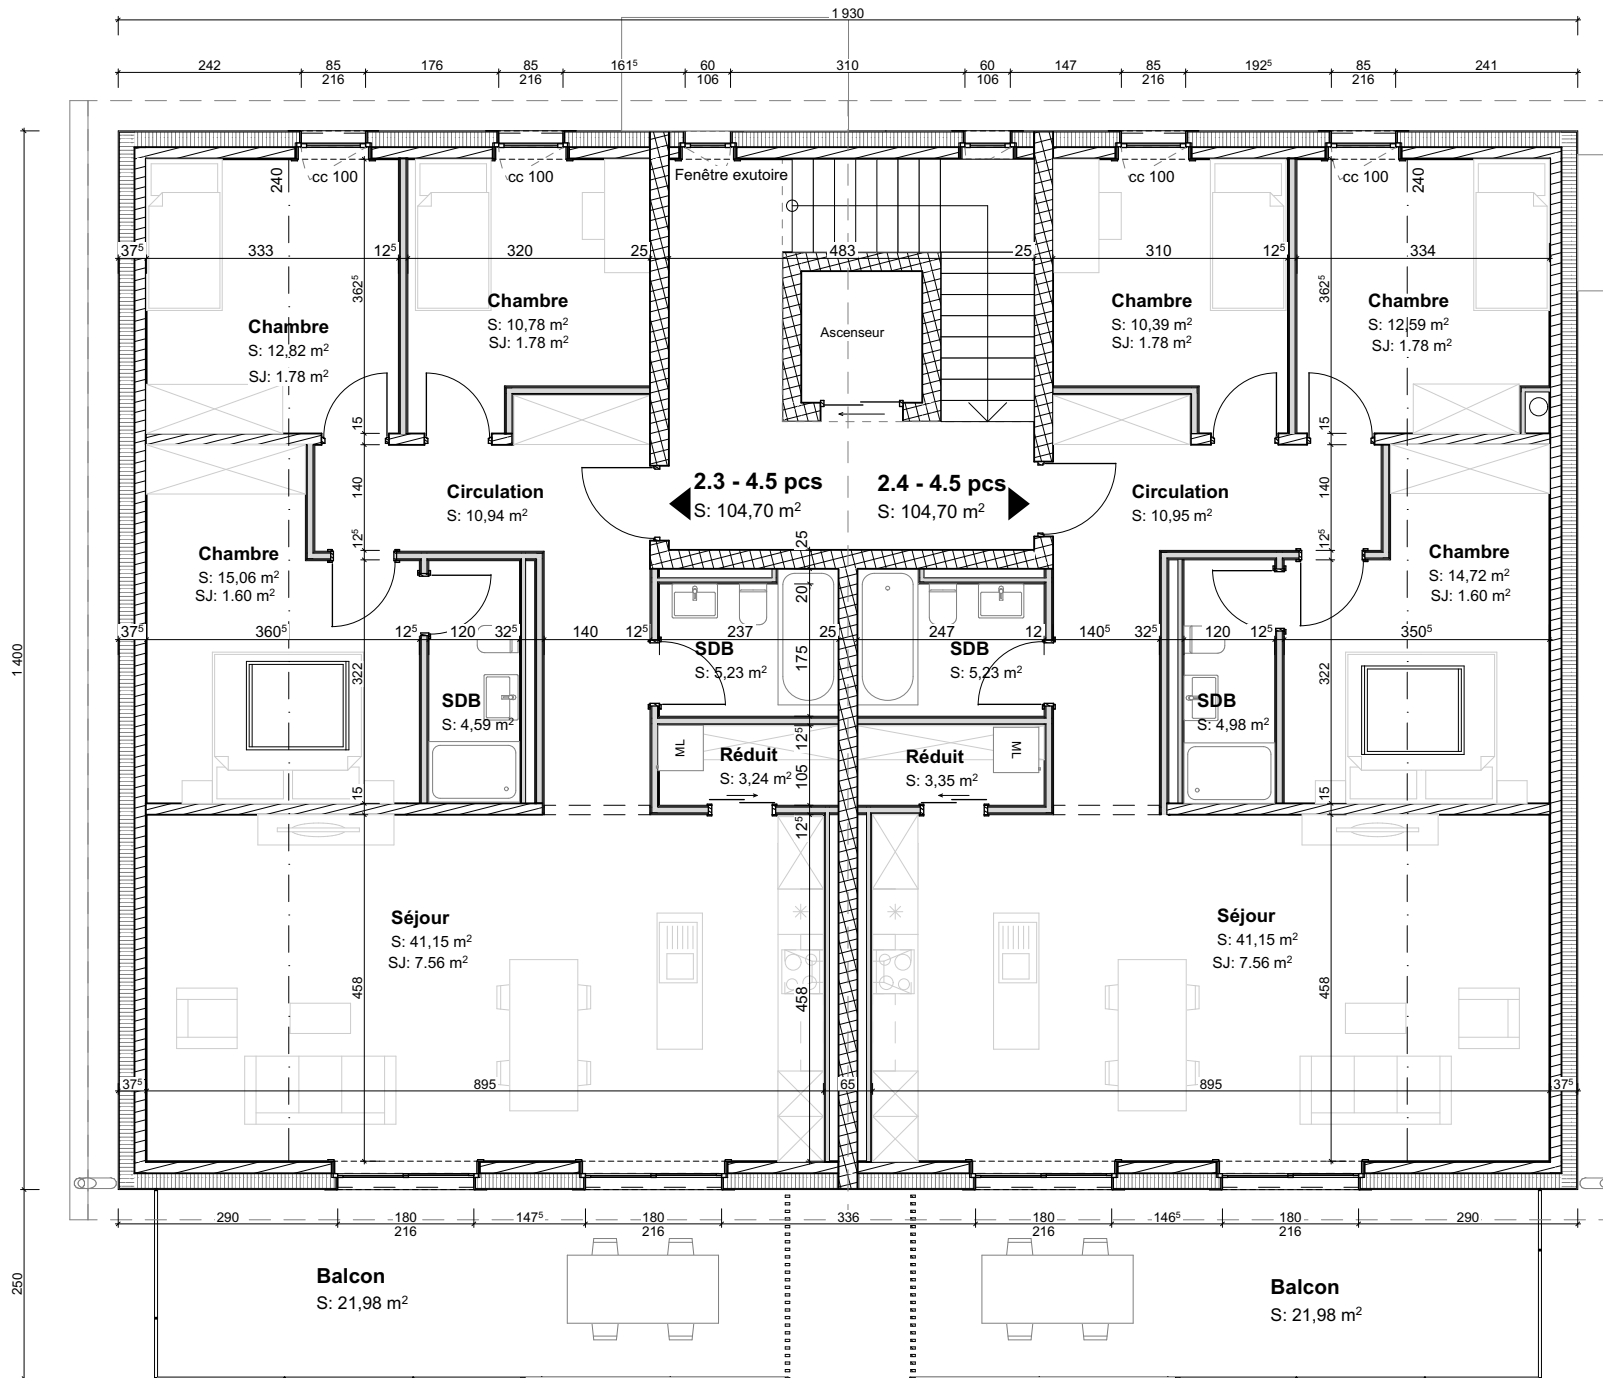 1 930
242 85 176 85 161⁵ 60 310 60 147 85 192⁵ 85 241
216 216 106 106 216 216
Fenêtre exutoire
cc 100 cc 100 cc 100 cc 100
240 240
37⁵ 333 12⁵ 320 25 483 25 310 12⁵ 334
362⁵ 362⁵
Chambre
S: 12,82 m²
SJ: 1.78 m²
Chambre
S: 10,78 m²
SJ: 1.78 m²
Ascenseur
Chambre
S: 10,39 m²
SJ: 1.78 m²
Chambre
S: 12,59 m²
SJ: 1.78 m²
15 15
140 140
12⁵ 12⁵
Circulation
S: 10,94 m²
2.3 - 4.5 pcs
S: 104,70 m²
2.4 - 4.5 pcs
S: 104,70 m²
Circulation
S: 10,95 m²
25
Chambre
S: 15,06 m²
SJ: 1.60 m²
Chambre
S: 14,72 m²
SJ: 1.60 m²
20
37⁵ 360⁵ 12⁵ 120 32⁵ 140 12⁵ 237 25 247 12 140⁵ 32⁵ 120 12⁵ 350⁵
1 400
322 175 322
SDB
S: 5,23 m²
SDB
S: 5,23 m²
SDB
S: 4,59 m²
SDB
S: 4,98 m²
12⁵
ML
Réduit
S: 3,24 m²
Réduit
S: 3,35 m²
ML
105
15 15
12⁵
Séjour
S: 41,15 m²
SJ: 7.56 m²
Séjour
S: 41,15 m²
SJ: 7.56 m²
458 458 458
37⁵ 895 65 895 37⁵
290 180 147⁵ 180 336 180 146⁵ 180 290
216 216 216 216
250
Balcon
S: 21,98 m²
Balcon
S: 21,98 m²